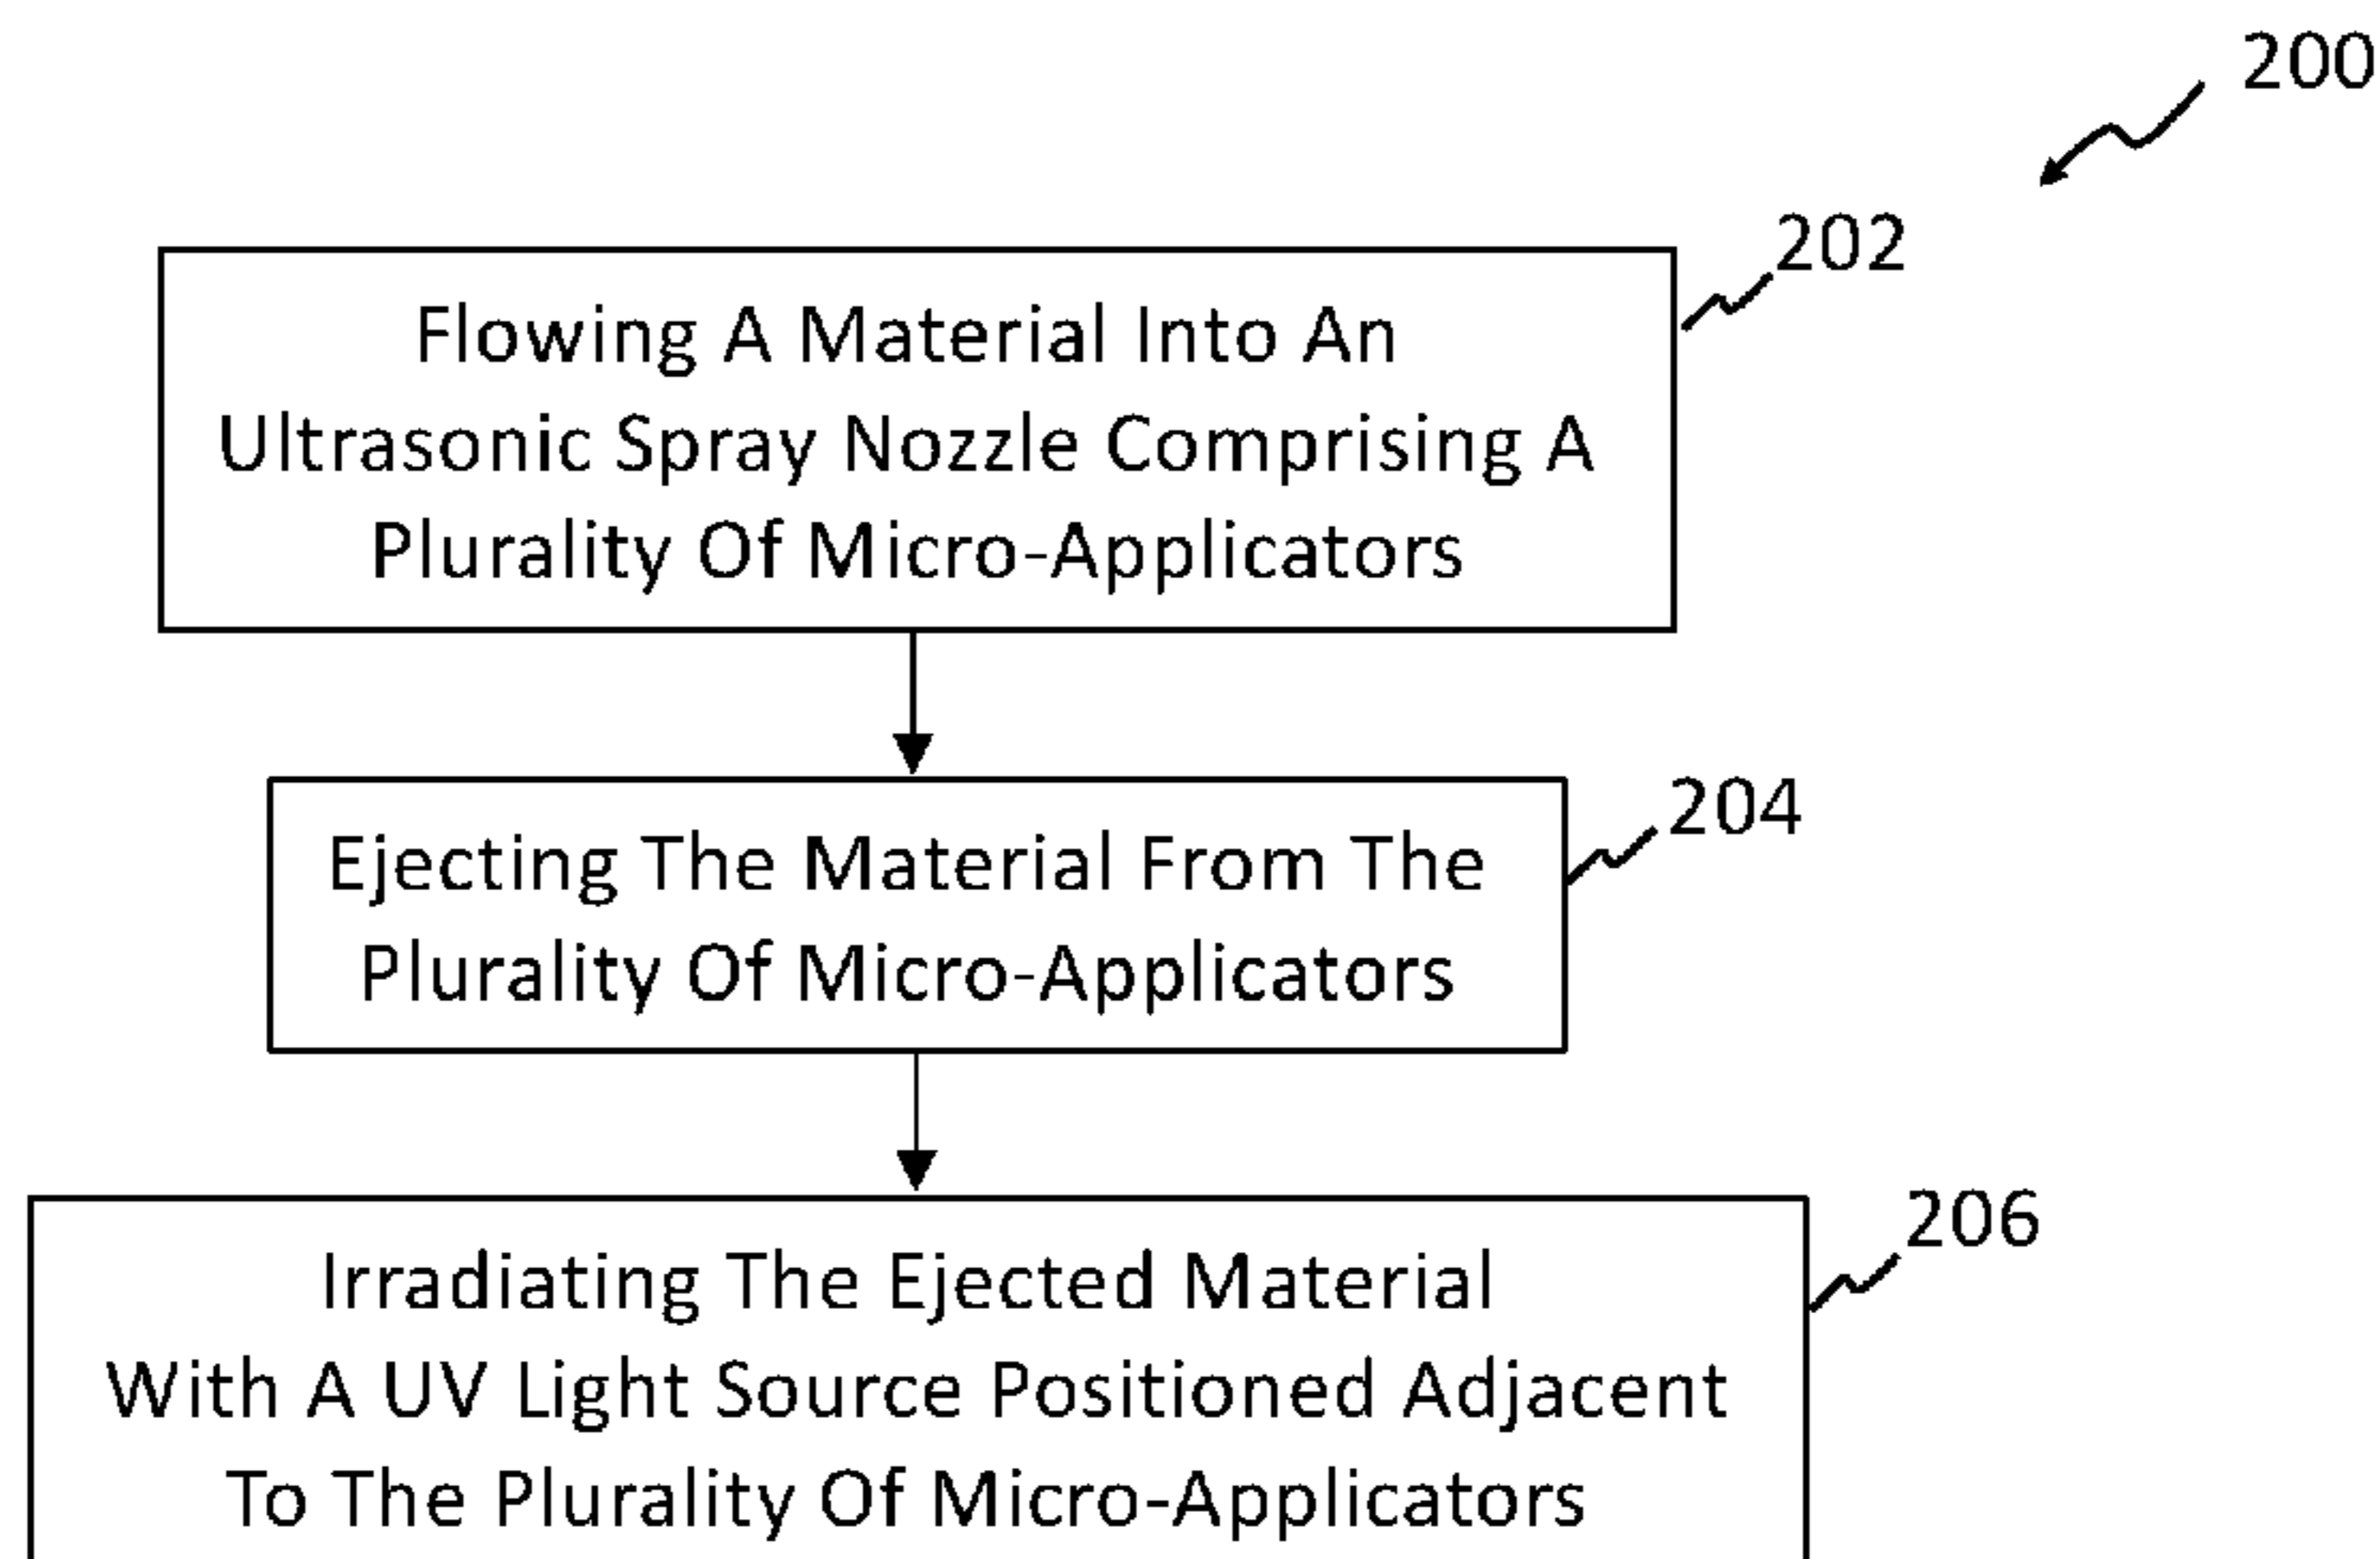 200
202
Flowing A Material Into An
Ultrasonic Spray Nozzle Comprising A
Plurality Of Micro-Applicators
204
Ejecting The Material From The
Plurality Of Micro-Applicators
206
Irradiating The Ejected Material
With A UV Light Source Positioned Adjacent
To The Plurality Of Micro-Applicators